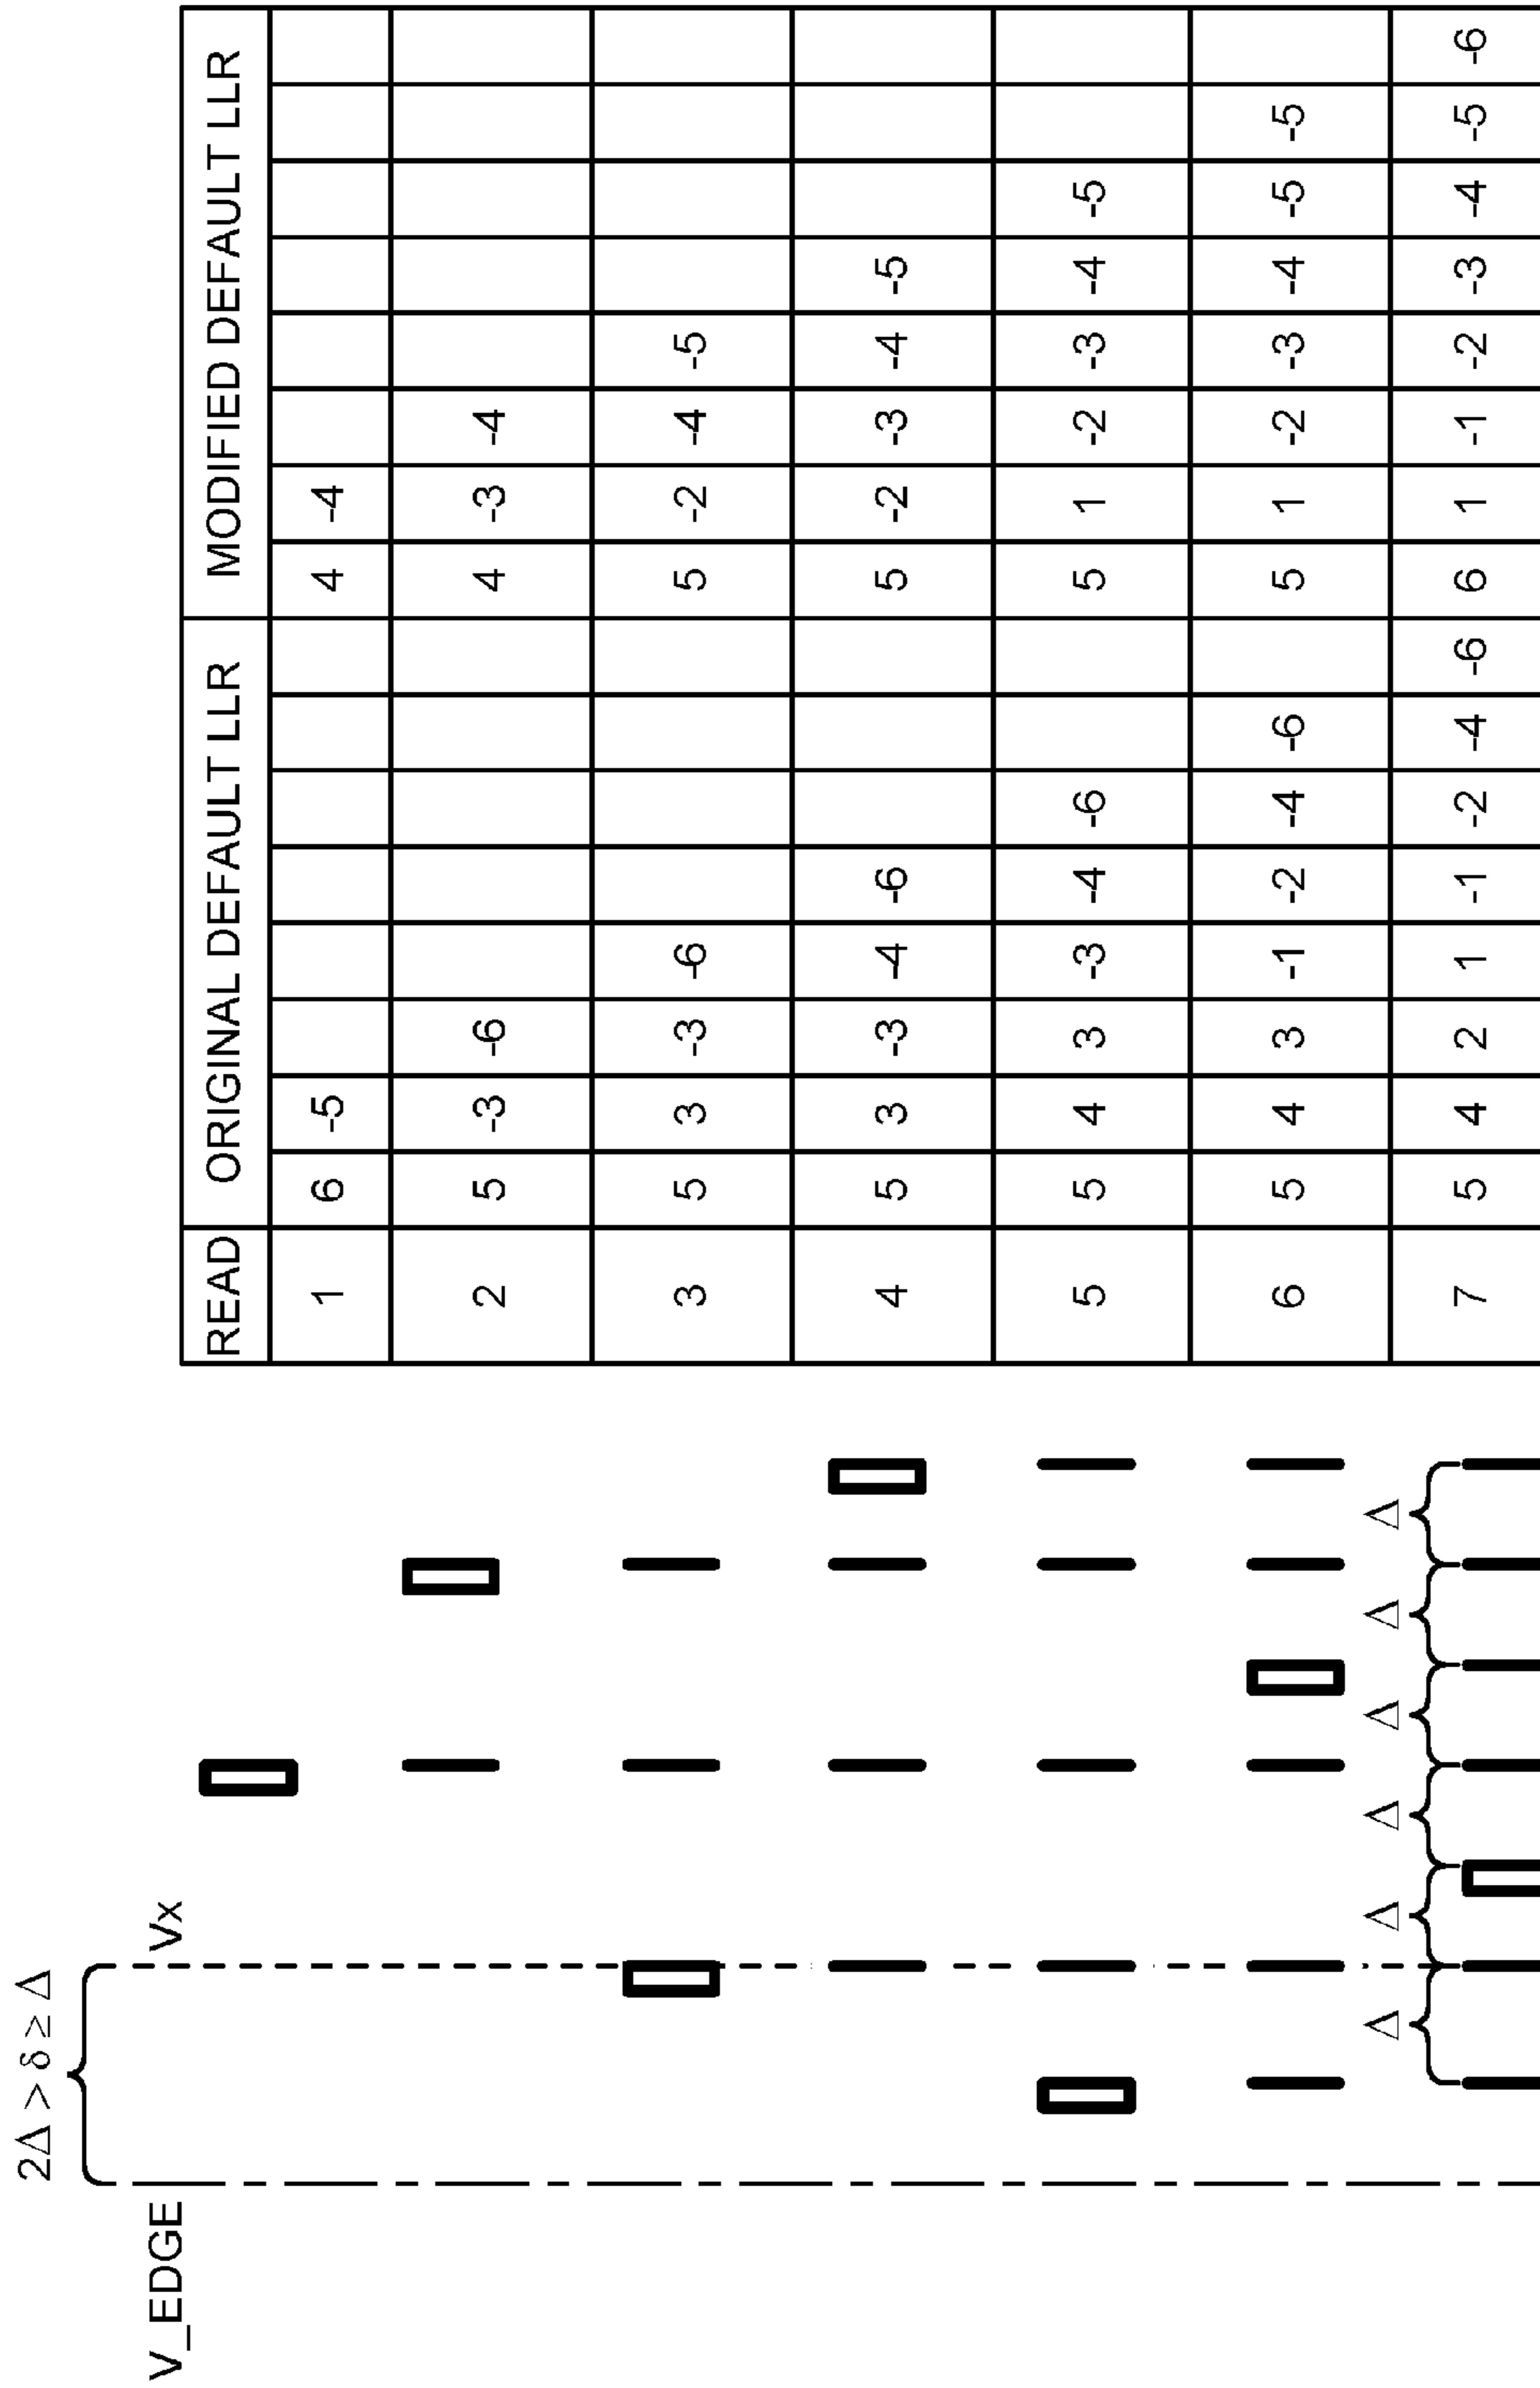 2Δ > δ ≥ Δ
V_EDGE Vx
READ ORIGINAL DEFAULT LLR MODIFIED DEFAULT LLR
1 6 -5 4 -4
2 5 -3 -6 4 -3 -4
3 5 3 -3 -6 5 -2 -4 -5
4 5 3 -3 -4 -6 5 -2 -3 -4 -5
5 5 4 3 -3 -4 -6 5 1 -2 -3 -4 -5
6 5 4 3 -1 -2 -4 -6 5 1 -2 -3 -4 -5 -5
Δ Δ Δ Δ Δ Δ
7 5 4 2 1 -1 -2 -4 -6 6 1 -1 -2 -3 -4 -5 -6